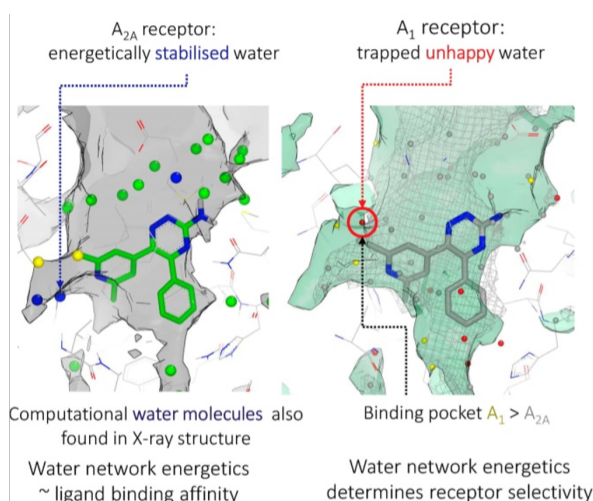 A2A receptor:
energetically stabilised water
A1 receptor:
trapped unhappy water
Computational water molecules also
found in X-ray structure
Binding pocket A1 > A2A
Water network energetics
~ ligand binding affinity
Water network energetics
determines receptor selectivity